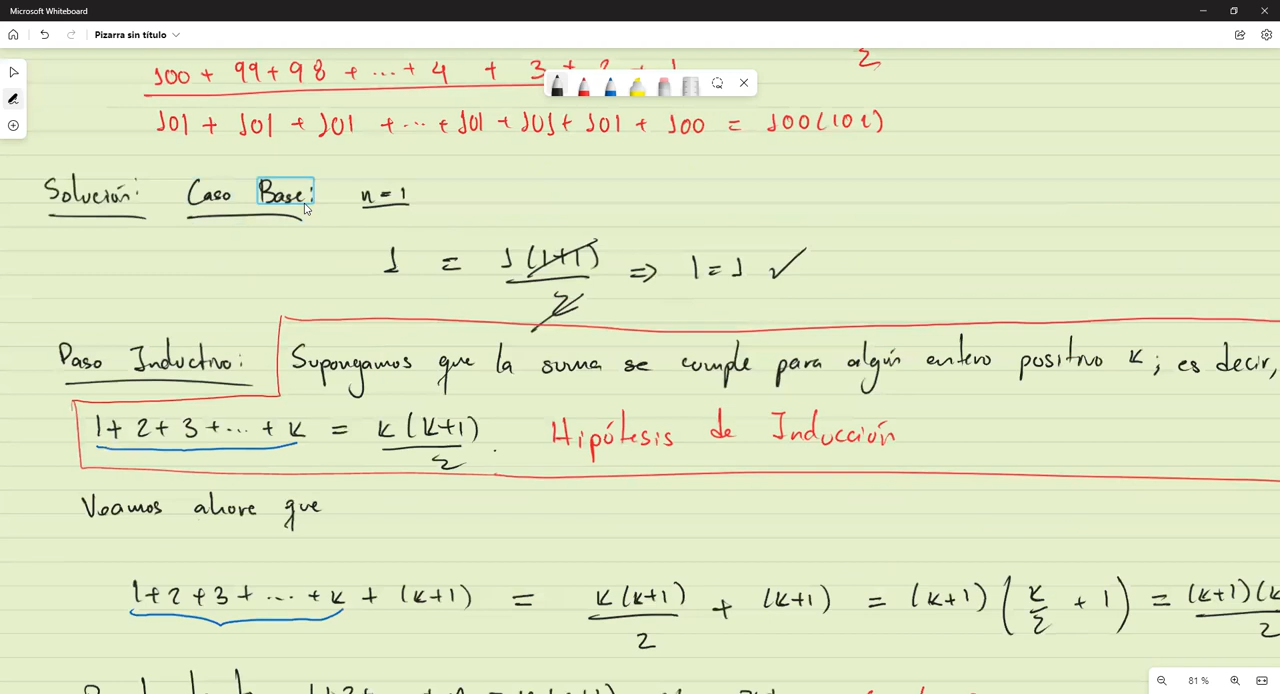 Microsoft Whiteboard
Pizarra sin título
2
100 + 99 + 98 + ... + 4 + 3 + 2 + 1
101 + 101 + 101 + ... + 101 + 101 + 101 + 100 = 100(101)
Solución: Caso Base: n = 1
1 = 1(1+1)/2 => 1 = 1 ✓
Paso Inductivo: Supongamos que la suma se cumple para algún entero positivo k; es decir,
1 + 2 + 3 + ... + k = k(k+1)/2. Hipótesis de Inducción
Veamos ahora que
1 + 2 + 3 + ... + k + (k+1) = k(k+1)/2 + (k+1) = (k+1)(k/2 + 1) = (k+1)(k
2
81 %